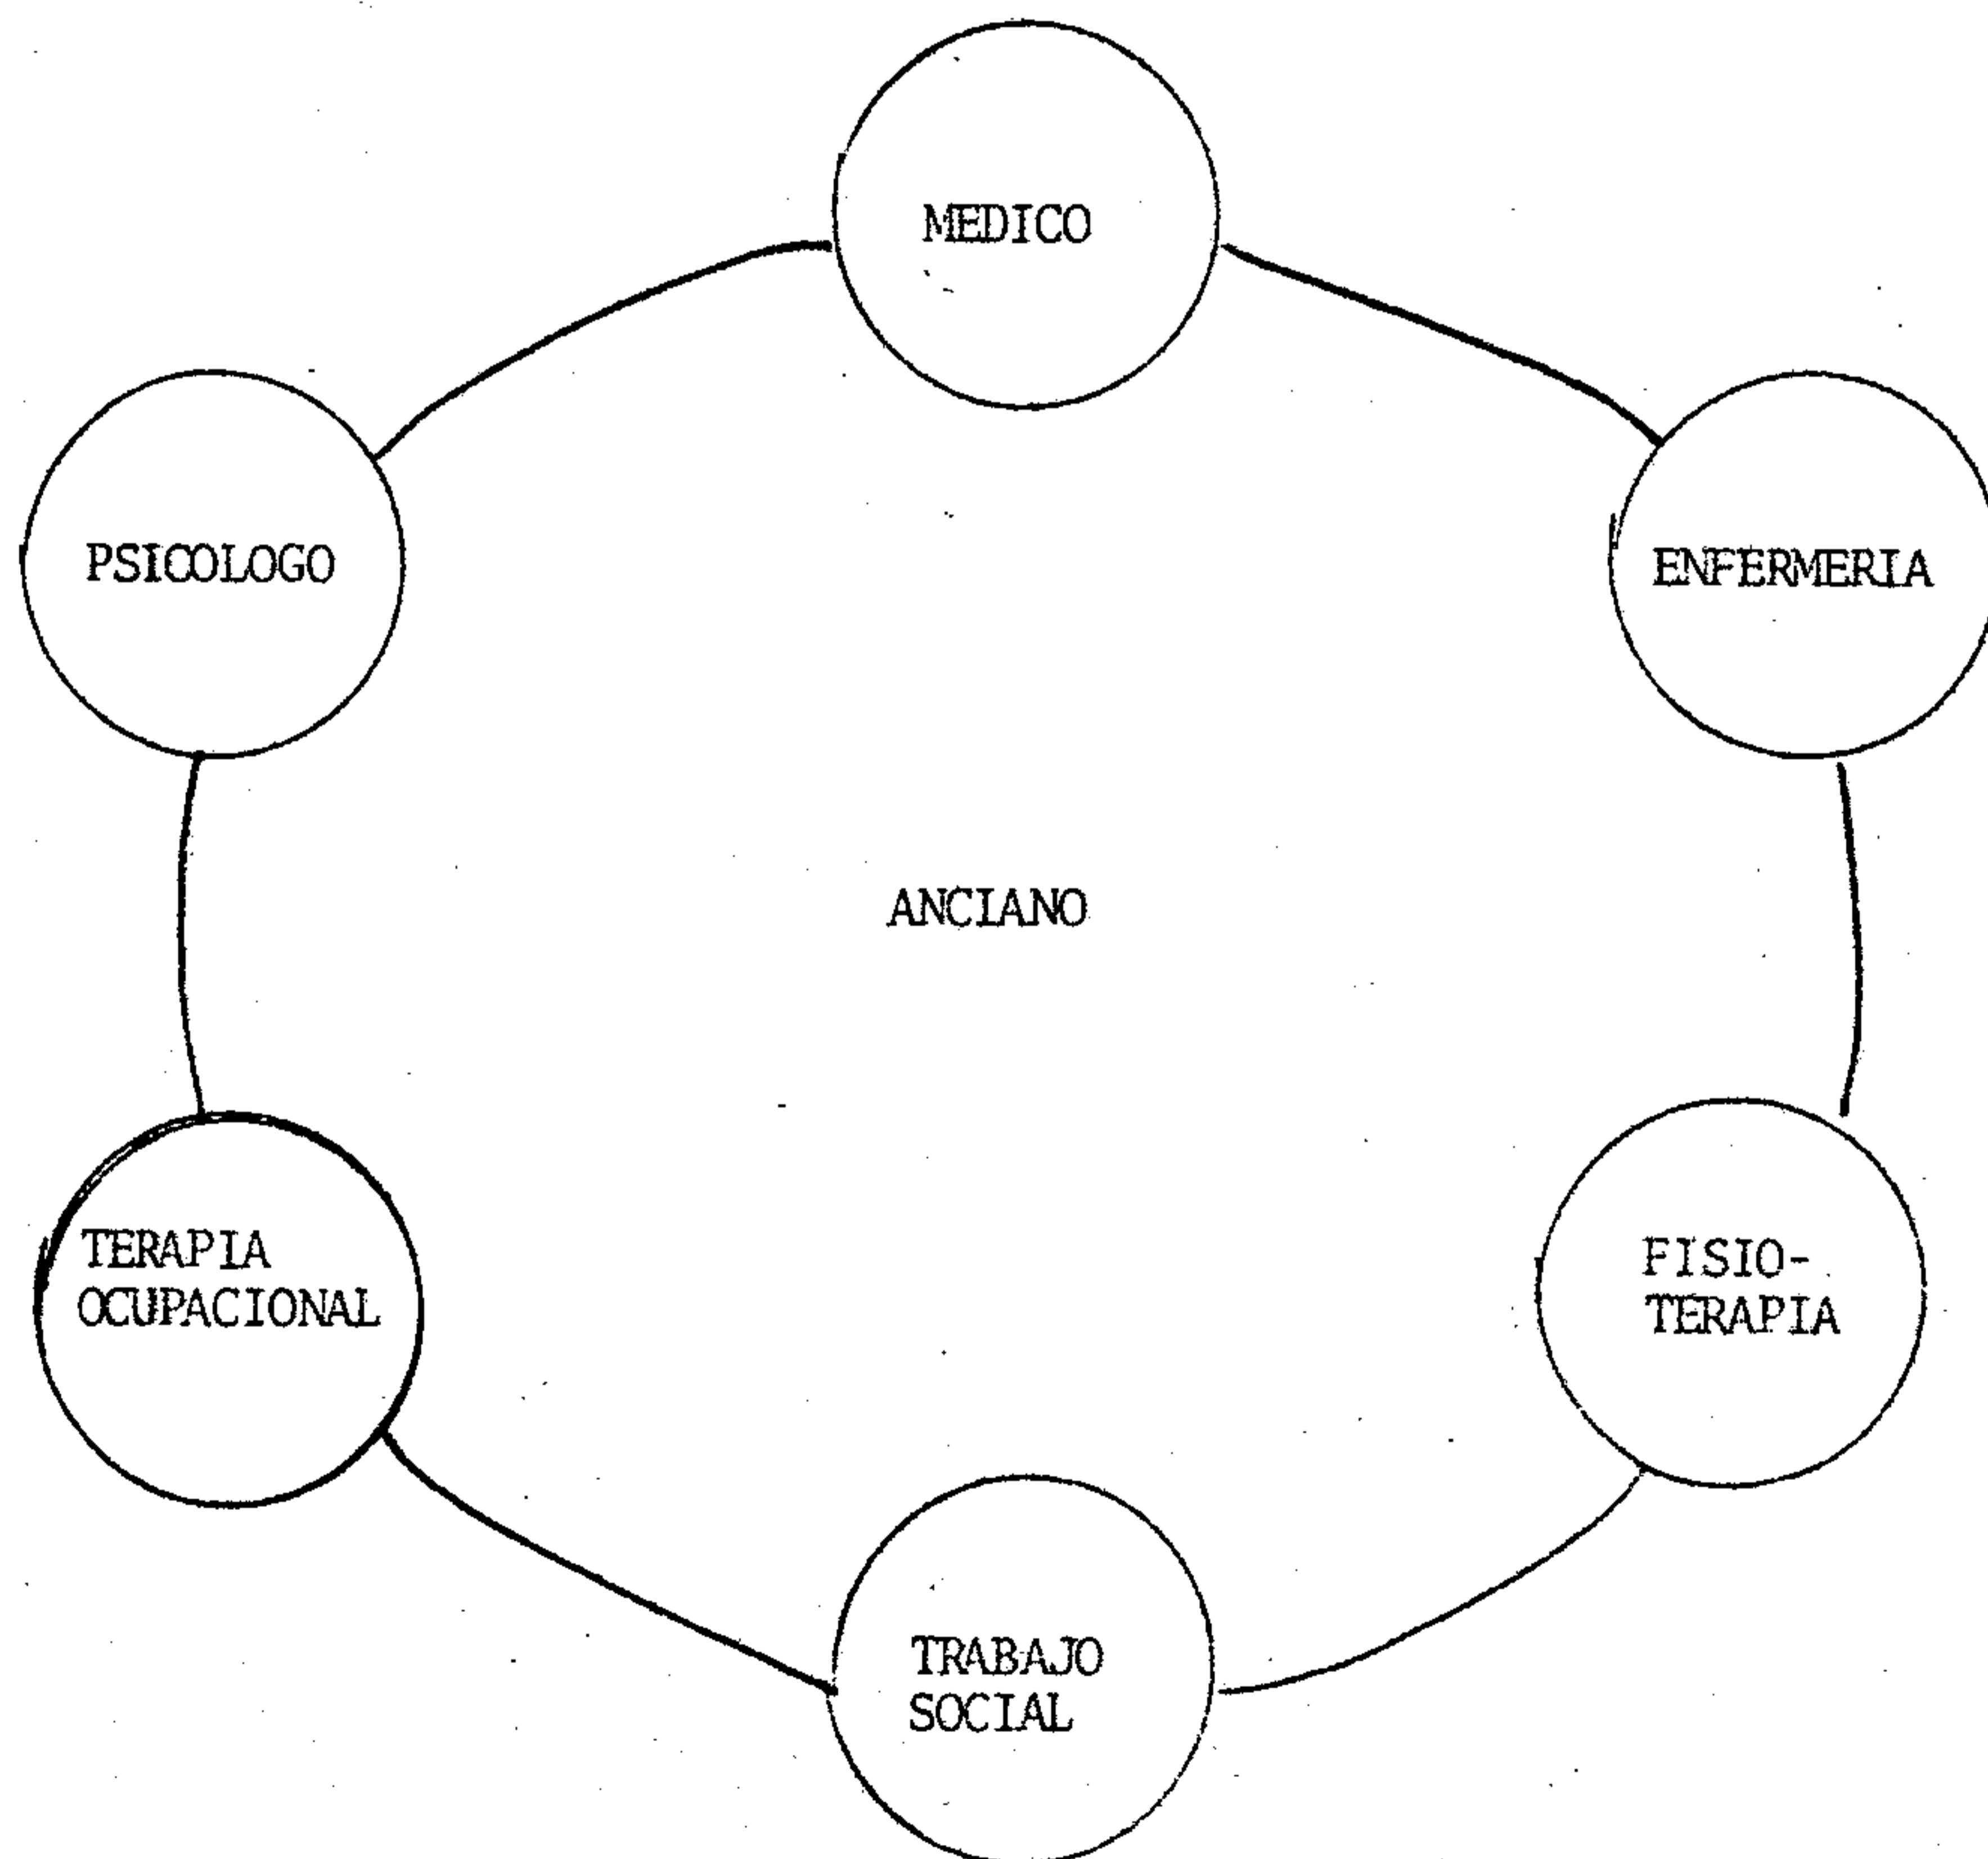 MEDICO
PSICOLOGO
ENFERMERIA
ANCIANO
TERAPIA
OCUPACIONAL
FISIO-
TERAPIA
TRABAJO
SOCIAL